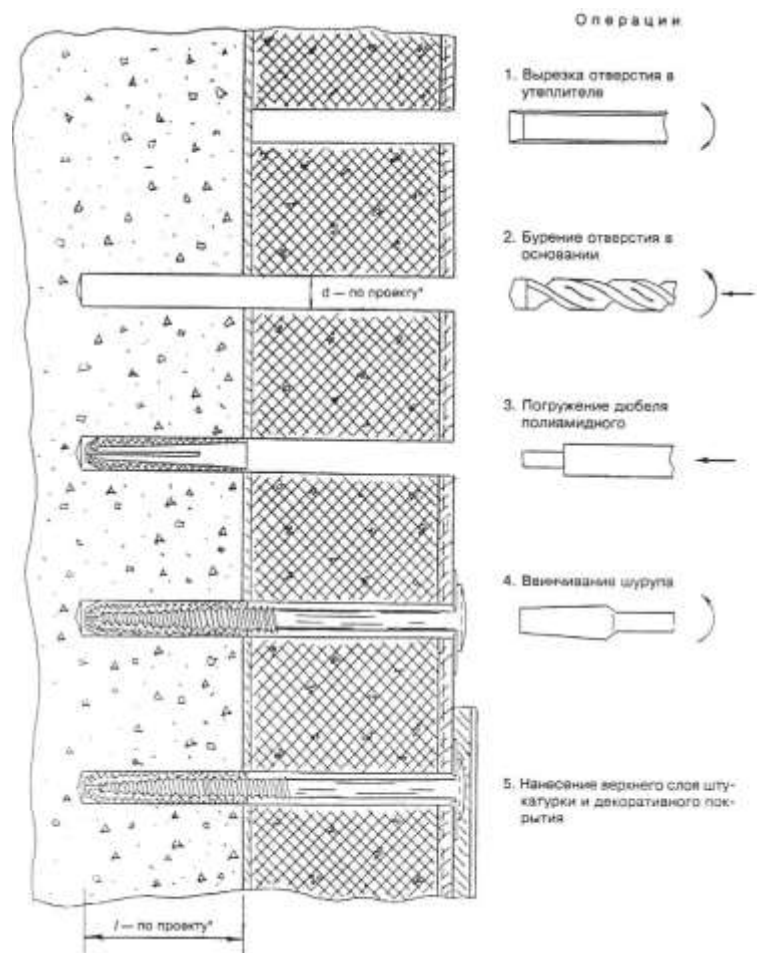 Операции
1. Вырезка отверстия в
утеплителе
2. Бурение отверстия в
основании
d — по проекту*
3. Погружение дюбеля
полиамидного
4. Ввинчивание шурупа
5. Нанесение верхнего слоя шту-
катурки и декоративного пок-
рытия
l — по проекту*